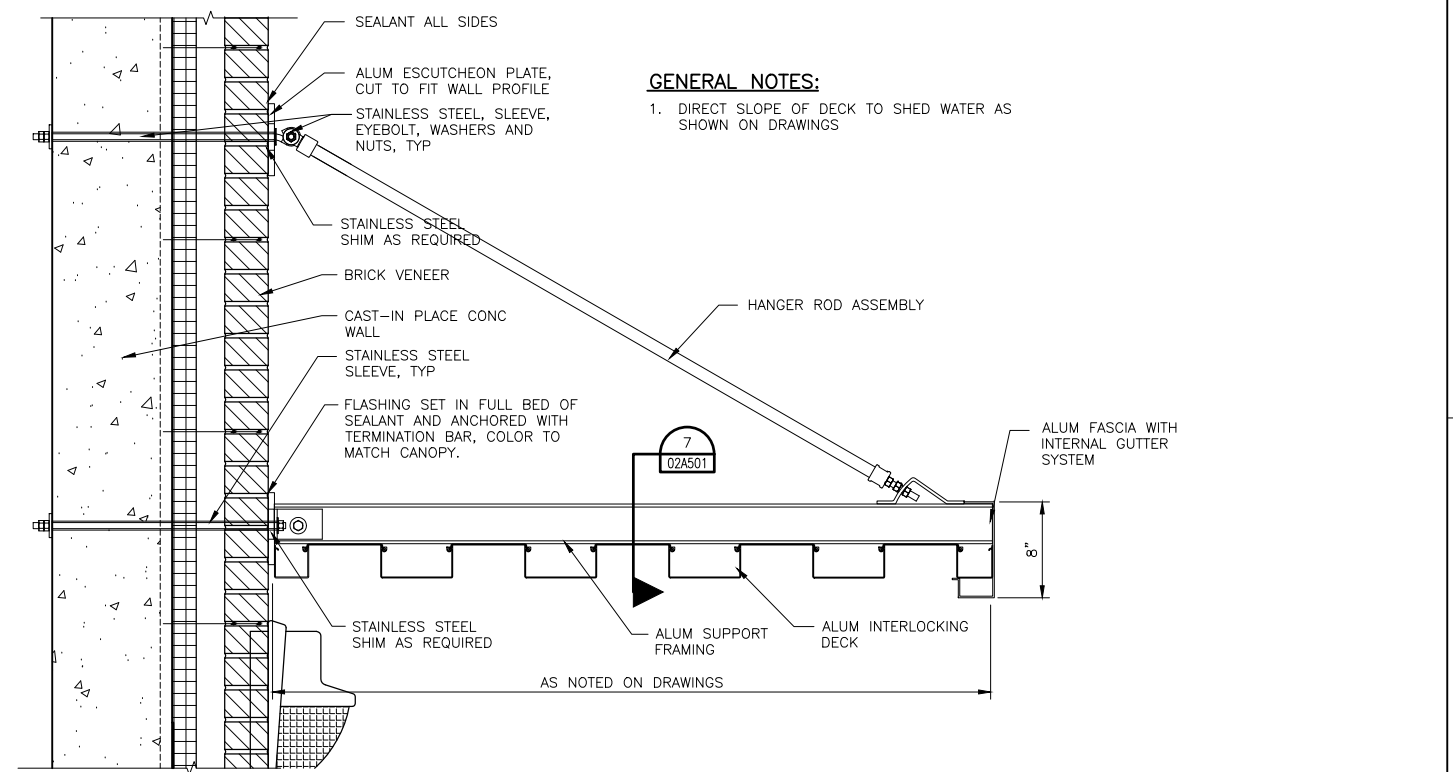 SEALANT ALL SIDES
ALUM ESCUTCHEON PLATE,
CUT TO FIT WALL PROFILE
STAINLESS STEEL, SLEEVE,
EYEBOLT, WASHERS AND
NUTS, TYP
GENERAL NOTES:
1. DIRECT SLOPE OF DECK TO SHED WATER AS
SHOWN ON DRAWINGS
STAINLESS STEEL
SHIM AS REQUIRED
BRICK VENEER
HANGER ROD ASSEMBLY
CAST-IN PLACE CONC
WALL
STAINLESS STEEL
SLEEVE, TYP
FLASHING SET IN FULL BED OF
SEALANT AND ANCHORED WITH
TERMINATION BAR, COLOR TO
MATCH CANOPY.
7
02A501
ALUM FASCIA WITH
INTERNAL GUTTER
SYSTEM
8"
STAINLESS STEEL
SHIM AS REQUIRED
ALUM SUPPORT
FRAMING
ALUM INTERLOCKING
DECK
AS NOTED ON DRAWINGS